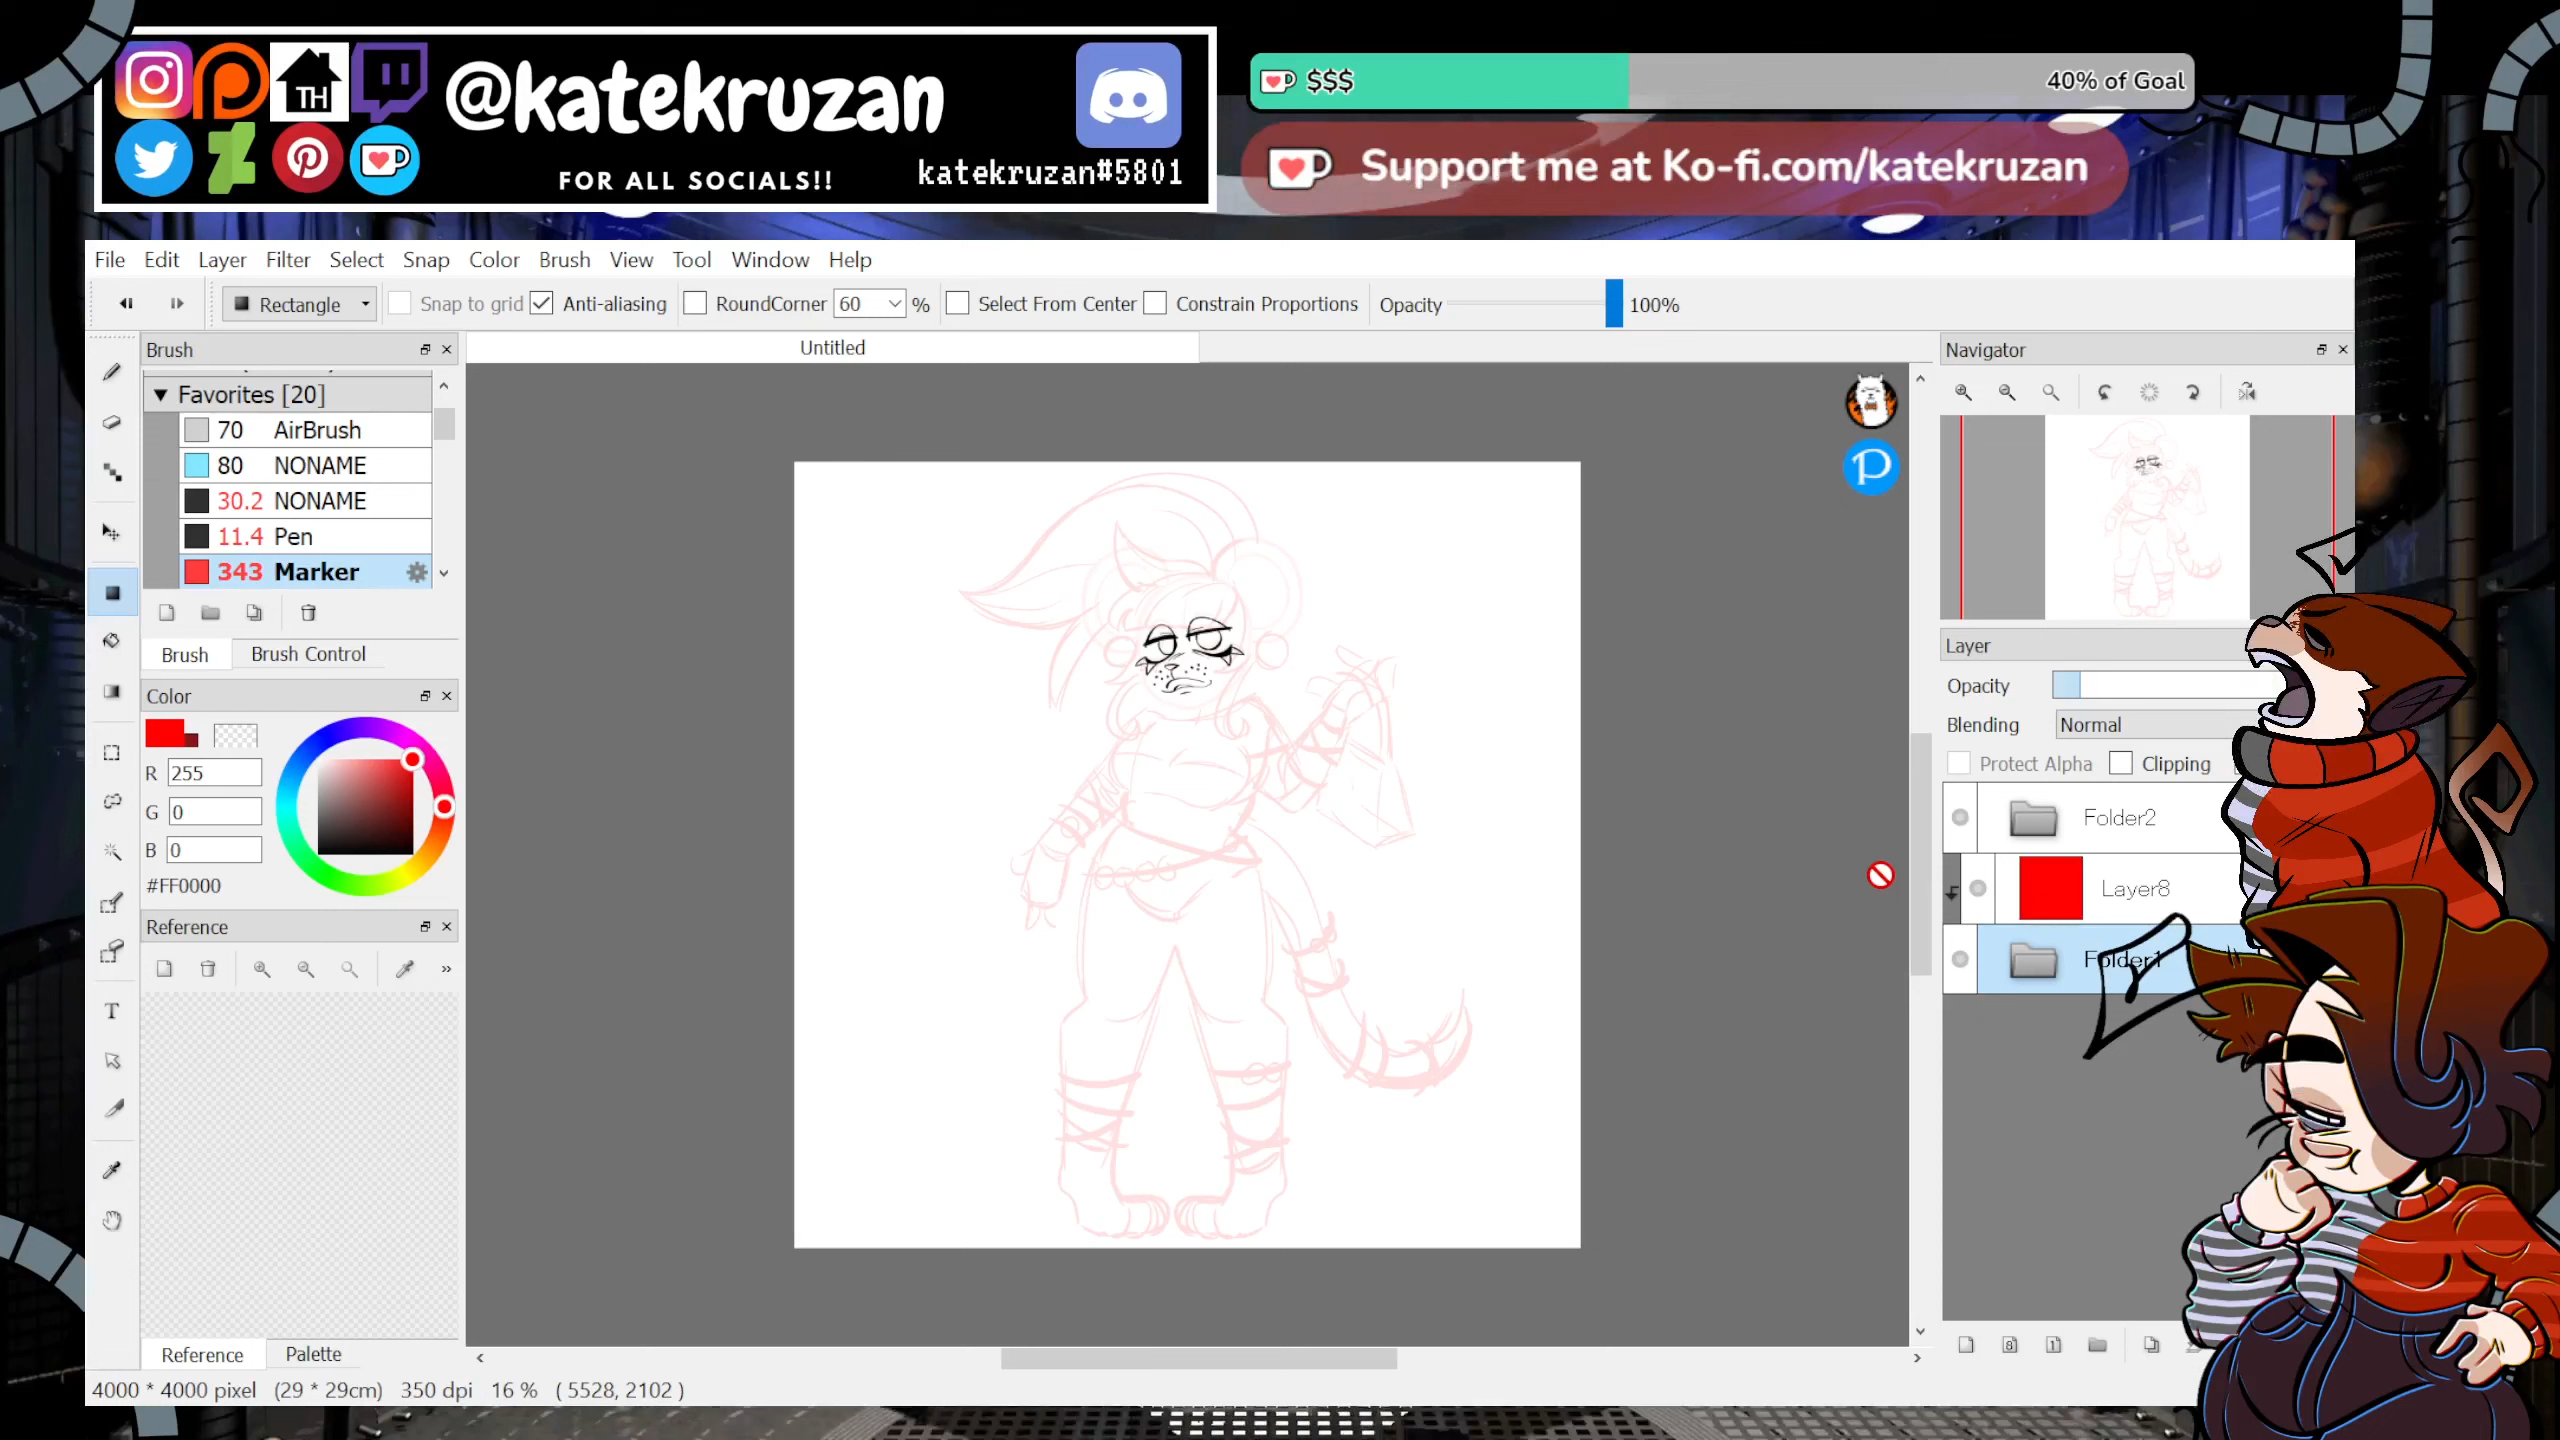 TH
@katekruzan
FOR ALL SOCIALS!!
katekruzan#5801
$$$
40% of Goal
Support me at Ko-fi.com/katekruzan
File Edit Layer Filter Select Snap Color Brush View Tool Window Help
Rectangle Snap to grid Anti-aliasing RoundCorner 60 % Select From Center Constrain Proportions Opacity 100%
Brush
Untitled
Navigator
Favorites [20]
70 AirBrush
80 NONAME
30.2 NONAME
11.4 Pen
343 Marker
Brush Brush Control
Color
R 255
G 0
B 0
#FF0000
Reference
Layer
Opacity
Blending Normal
Protect Alpha Clipping
Folder2
Layer8
Folder1
T
8
1
Reference Palette
4000 * 4000 pixel (29 * 29cm) 350 dpi 16 % ( 5528, 2102 )